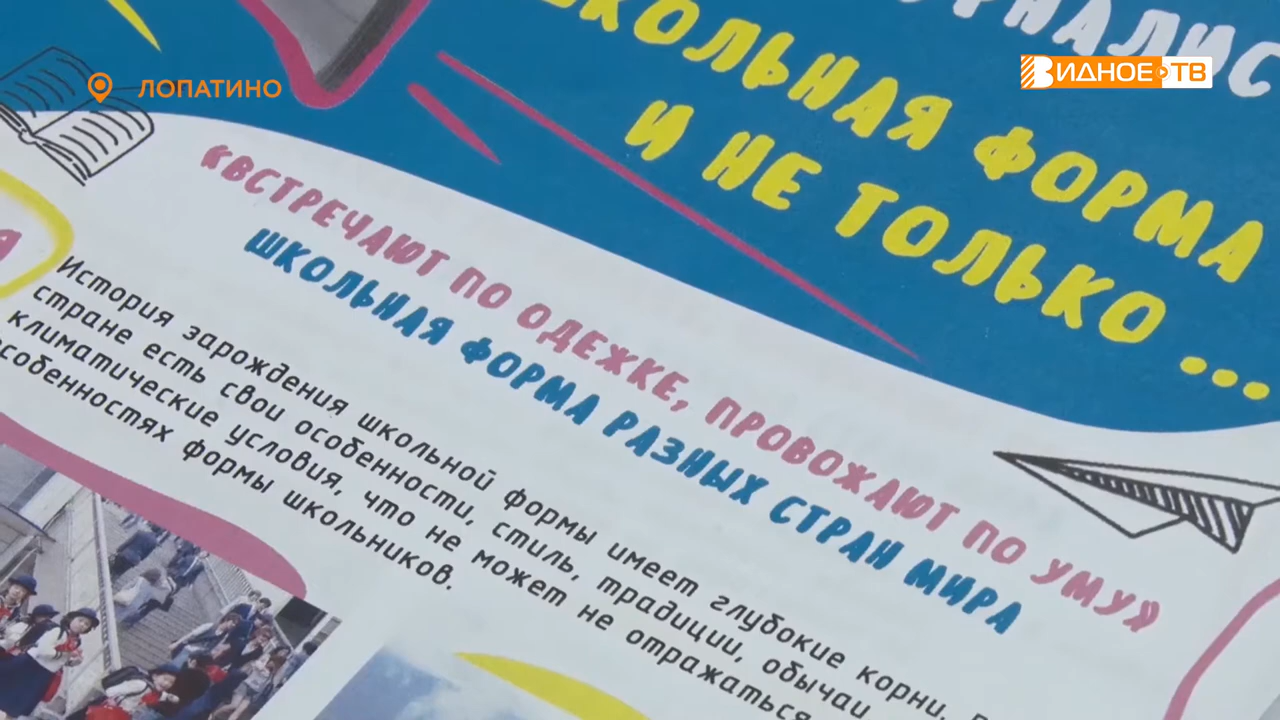 ЛОПАТИНО
ВИДНОЕ ТВ
ШКОЛЬНАЯ ФОРМА
И НЕ ТОЛЬКО ...
«ВСТРЕЧАЮТ ПО ОДЕЖКЕ, ПРОВОЖАЮТ ПО УМУ»
ШКОЛЬНАЯ ФОРМА РАЗНЫХ СТРАН МИРА
История зарождения школьной формы имеет глубокие корни,
стране есть свои особенности, стиль, традиции, обычаи
климатические условия, что не может не отражаться
особенностях формы школьников.